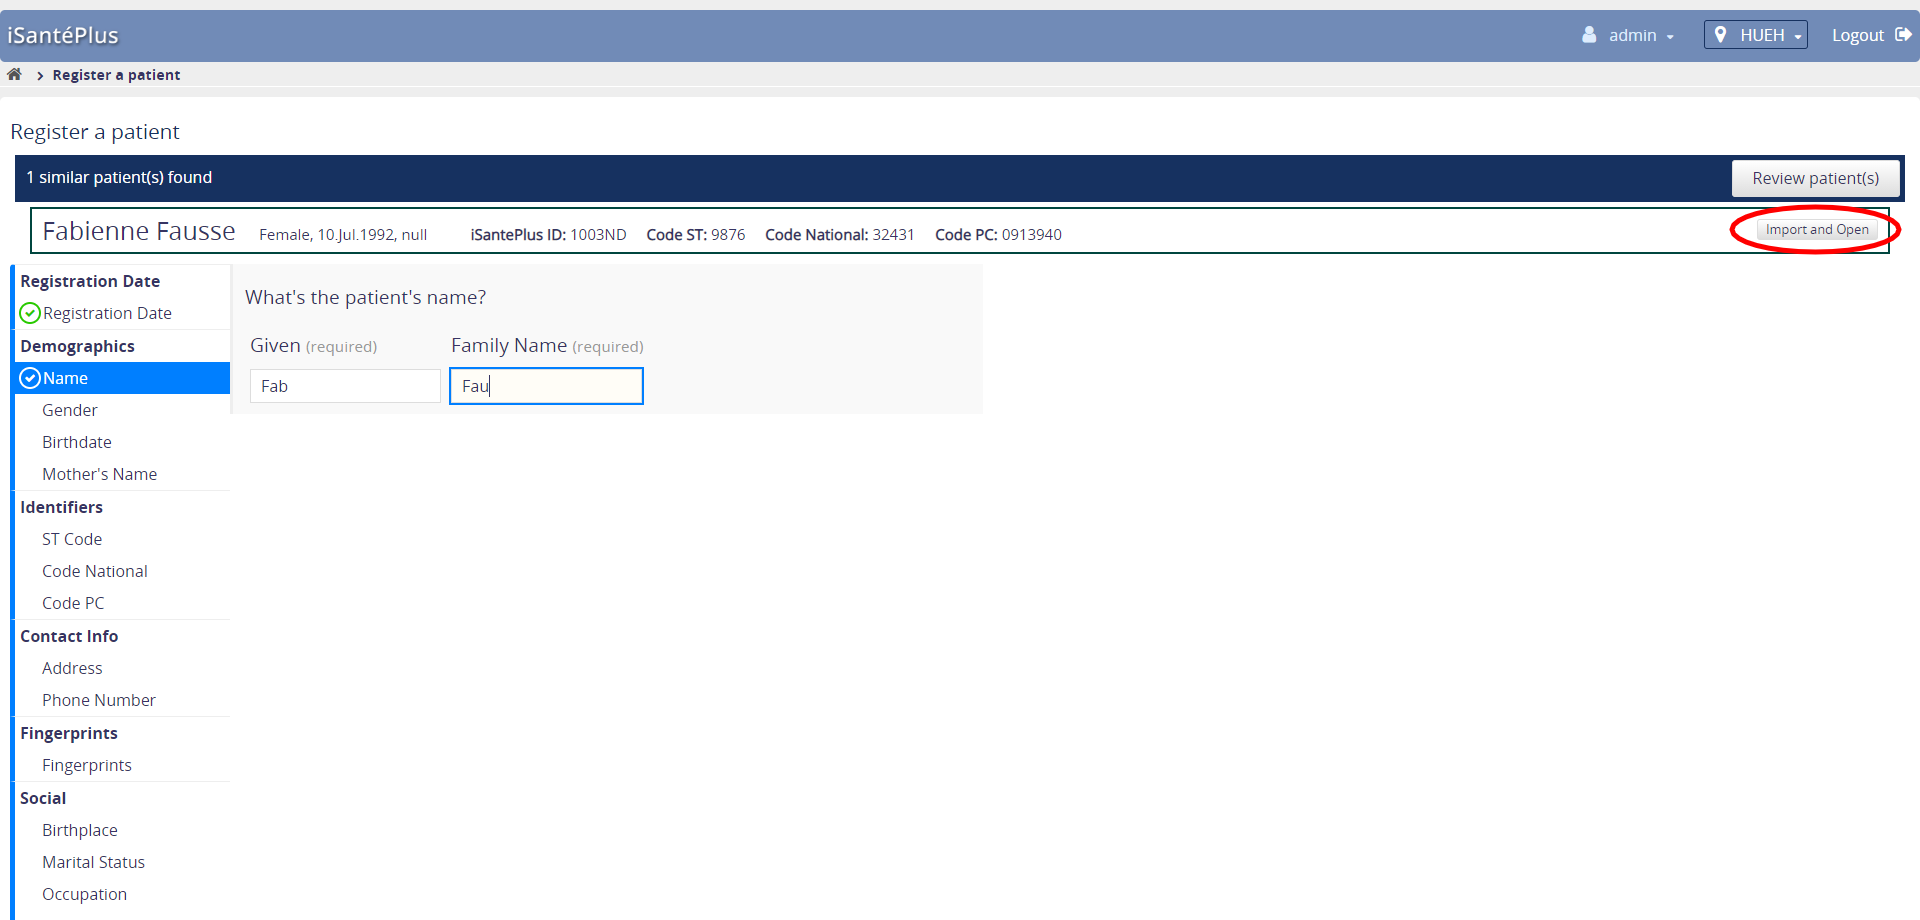 iSantéPlus
admin
HUEH
Logout
Register a patient
Register a patient
1 similar patient(s) found
Review patient(s)
Fabienne Fausse Female, 10.Jul.1992, null iSantePlus ID: 1003ND Code ST: 9876 Code National: 32431 Code PC: 0913940
Import and Open
Registration Date
Registration Date
Demographics
Name
Gender
Birthdate
Mother's Name
Identifiers
ST Code
Code National
Code PC
Contact Info
Address
Phone Number
Fingerprints
Fingerprints
Social
Birthplace
Marital Status
Occupation
What's the patient's name?
Given (required)
Family Name (required)
Fab
Fau